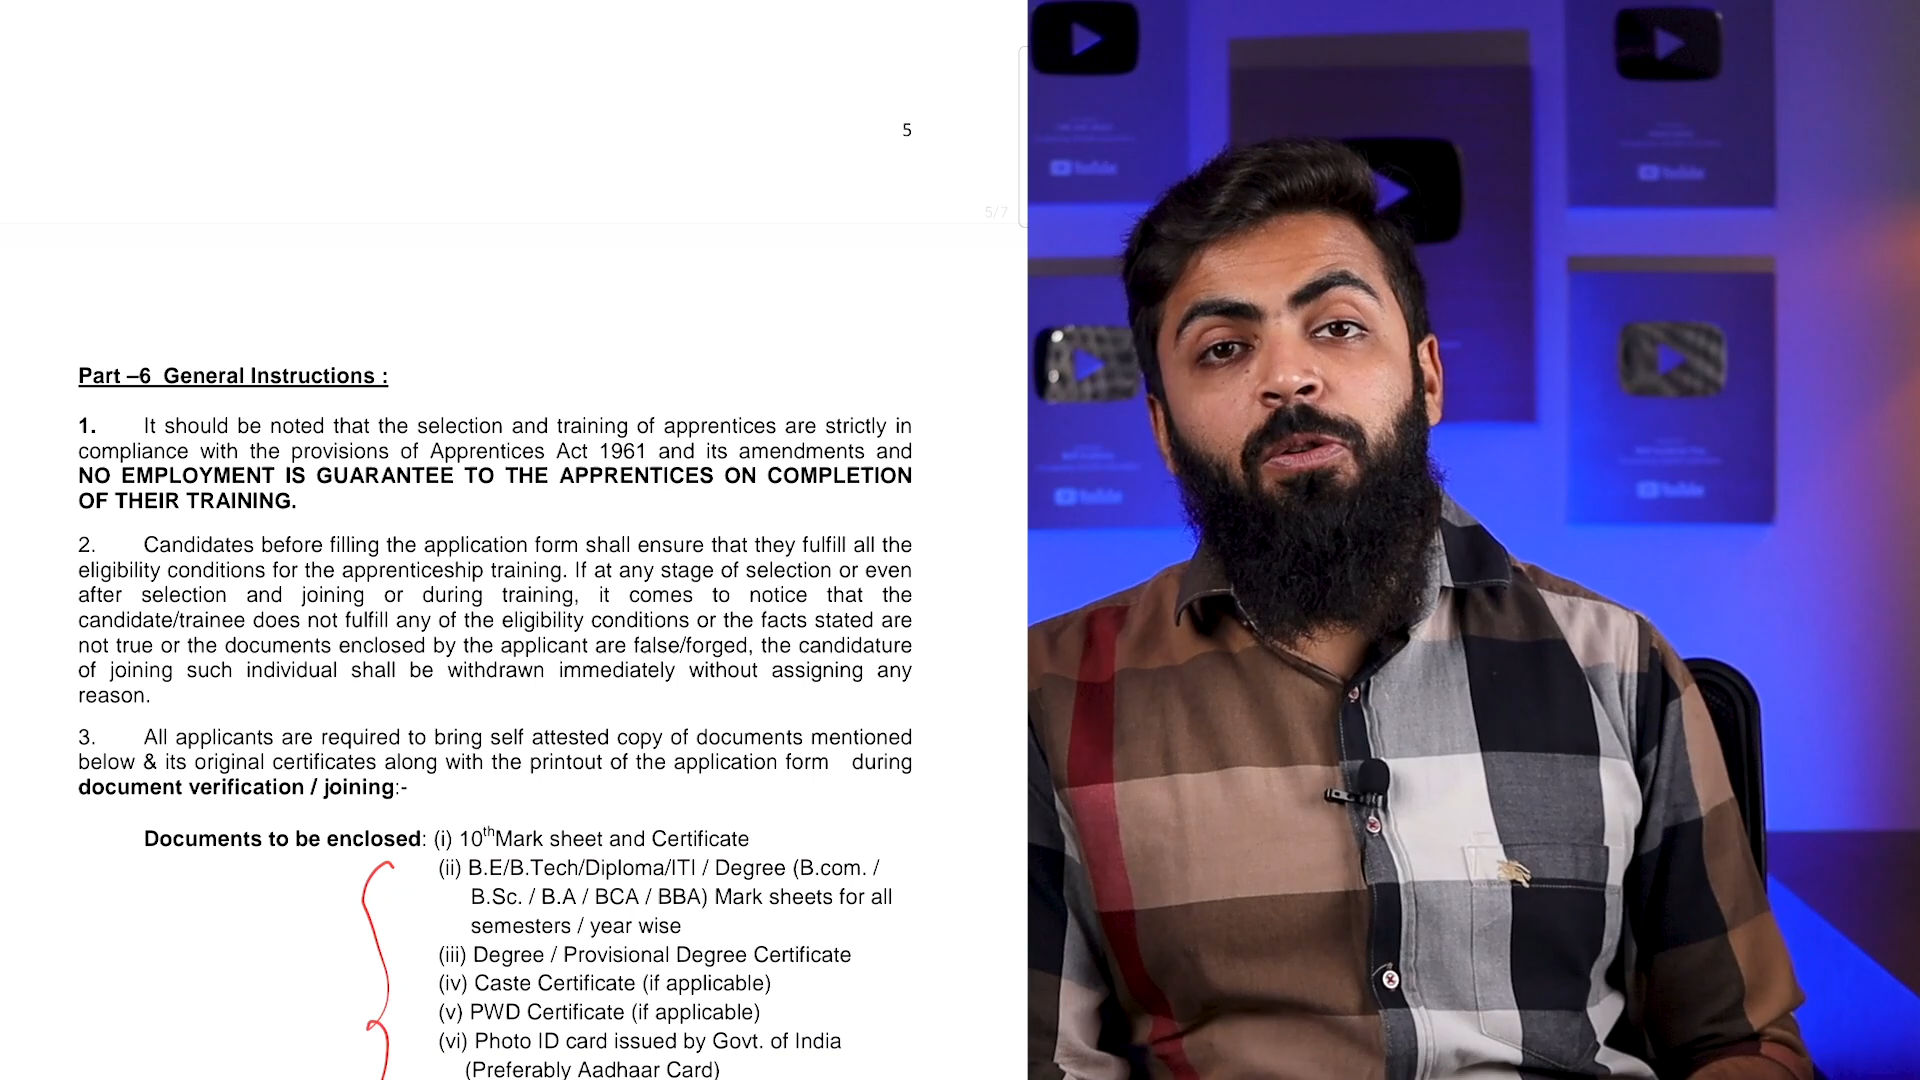 5
5/7
Part –6 General Instructions :
1. It should be noted that the selection and training of apprentices are strictly in
compliance with the provisions of Apprentices Act 1961 and its amendments and
NO EMPLOYMENT IS GUARANTEE TO THE APPRENTICES ON COMPLETION
OF THEIR TRAINING.
2. Candidates before filling the application form shall ensure that they fulfill all the
eligibility conditions for the apprenticeship training. If at any stage of selection or even
after selection and joining or during training, it comes to notice that the
candidate/trainee does not fulfill any of the eligibility conditions or the facts stated are
not true or the documents enclosed by the applicant are false/forged, the candidature
of joining such individual shall be withdrawn immediately without assigning any
reason.
3. All applicants are required to bring self attested copy of documents mentioned
below & its original certificates along with the printout of the application form during
document verification / joining:-
Documents to be enclosed: (i) 10thMark sheet and Certificate
(ii) B.E/B.Tech/Diploma/ITI / Degree (B.com. /
B.Sc. / B.A / BCA / BBA) Mark sheets for all
semesters / year wise
(iii) Degree / Provisional Degree Certificate
(iv) Caste Certificate (if applicable)
(v) PWD Certificate (if applicable)
(vi) Photo ID card issued by Govt. of India
(Preferably Aadhaar Card)
YouTube
YouTube
YouTube
YouTube